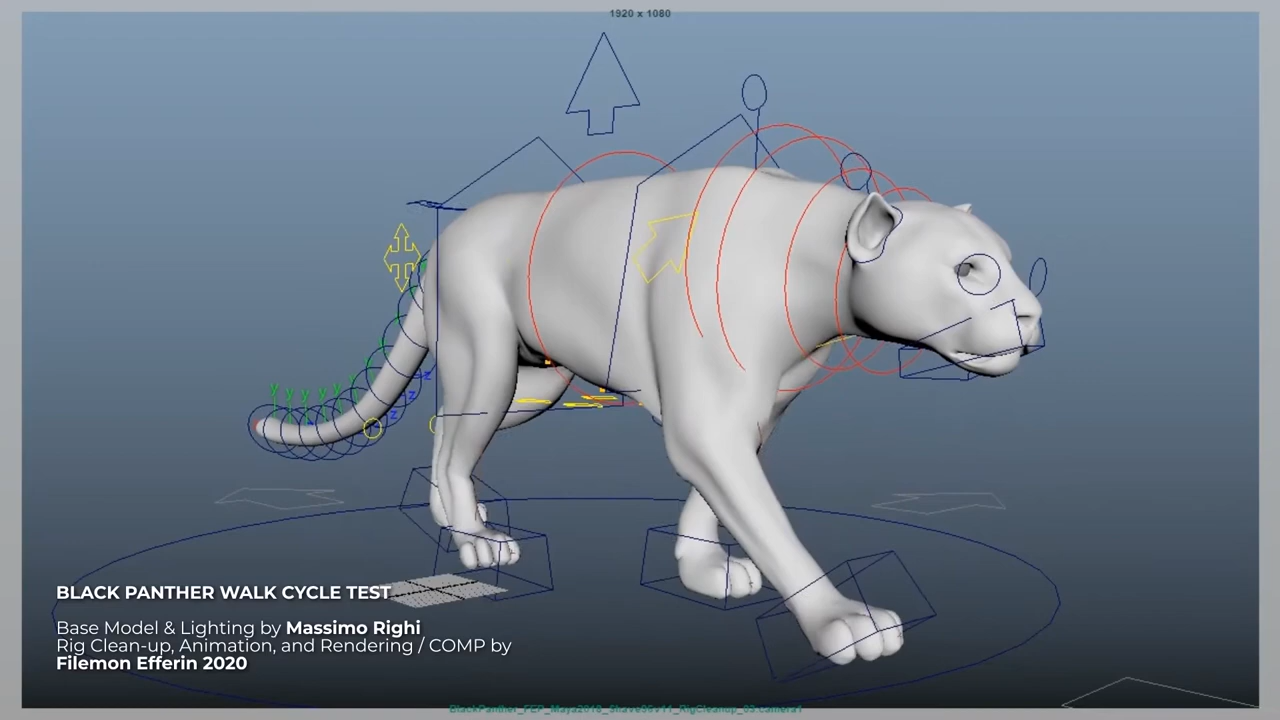 1920 x 1080
y y y y y
z
z
z
BLACK PANTHER WALK CYCLE TEST
Base Model & Lighting by Massimo Righi
Rig Clean-up, Animation, and Rendering / COMP by
Filemon Efferin 2020